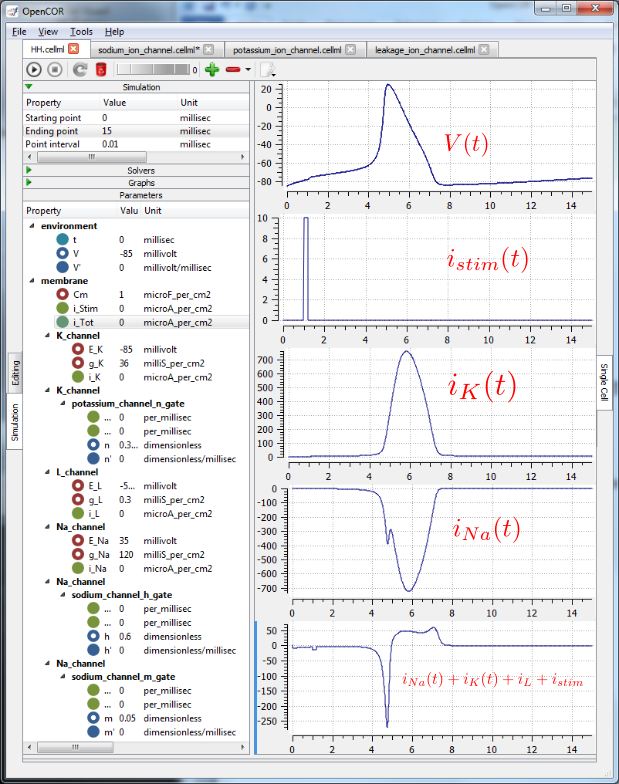 OpenCOR
File View Tools Help
HH.cellml sodium_ion_channel.cellml* potassium_ion_channel.cellml leakage_ion_channel.cellml
0
Simulation
Property Value Unit
Starting point 0 millisec
Ending point 15 millisec
Point interval 0.01 millisec
Solvers
Graphs
Parameters
Property Valu Unit
environment
t 0 millisec
V -85 millivolt
V' 0 millivolt/millisec
membrane
Cm 1 microF_per_cm2
i_Stim 0 microA_per_cm2
i_Tot 0 microA_per_cm2
K_channel
E_K -85 millivolt
g_K 36 milliS_per_cm2
i_K 0 microA_per_cm2
K_channel
potassium_channel_n_gate
... 0 per_millisec
... 0 per_millisec
n 0.3... dimensionless
n' 0 dimensionless/millisec
L_channel
E_L -5... millivolt
g_L 0.3 milliS_per_cm2
i_L 0 microA_per_cm2
Na_channel
E_Na 35 millivolt
g_Na 120 milliS_per_cm2
i_Na 0 microA_per_cm2
Na_channel
sodium_channel_h_gate
... 0 per_millisec
... 0 per_millisec
h 0.6 dimensionless
h' 0 dimensionless/millisec
Na_channel
sodium_channel_m_gate
... 0 per_millisec
... 0 per_millisec
m 0.05 dimensionless
m' 0 dimensionless/millisec
Editing
Simulation
20
0
-20
-40
-60
-80
V(t)
0 2 4 6 8 10 12 14
10
8
6
4
2
0
i_stim(t)
0 2 4 6 8 10 12 14
700
600
500
400
300
200
100
0
i_K(t)
0 2 4 6 8 10 12 14
0
-100
-200
-300
-400
-500
-600
-700
i_Na(t)
0 2 4 6 8 10 12 14
50
0
-50
-100
-150
-200
-250
i_Na(t) + i_K(t) + i_L + i_stim
0 2 4 6 8 10 12 14
Single Cell